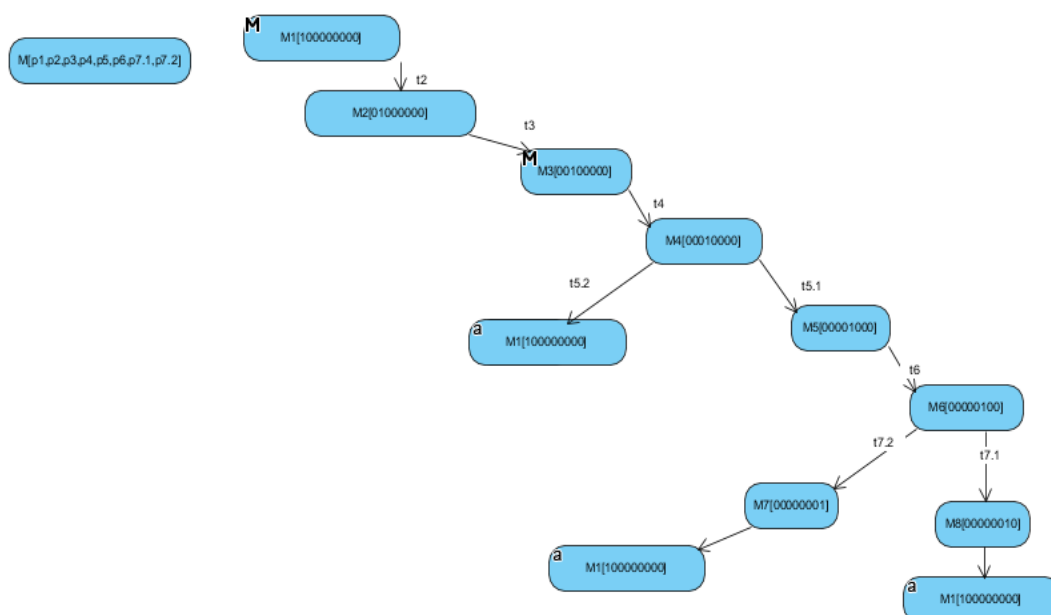 M
M1[100000000]
M[p1,p2,p3,p4,p5,p6,p7.1,p7.2]
t2
M2[01000000]
t3
M
M3[00100000]
t4
M4[00010000]
t5.2
t5.1
a
M1[100000000]
M5[00001000]
t6
M6[00000100]
t7.2
t7.1
M7[00000001]
M8[00000010]
a
M1[100000000]
a
M1[100000000]